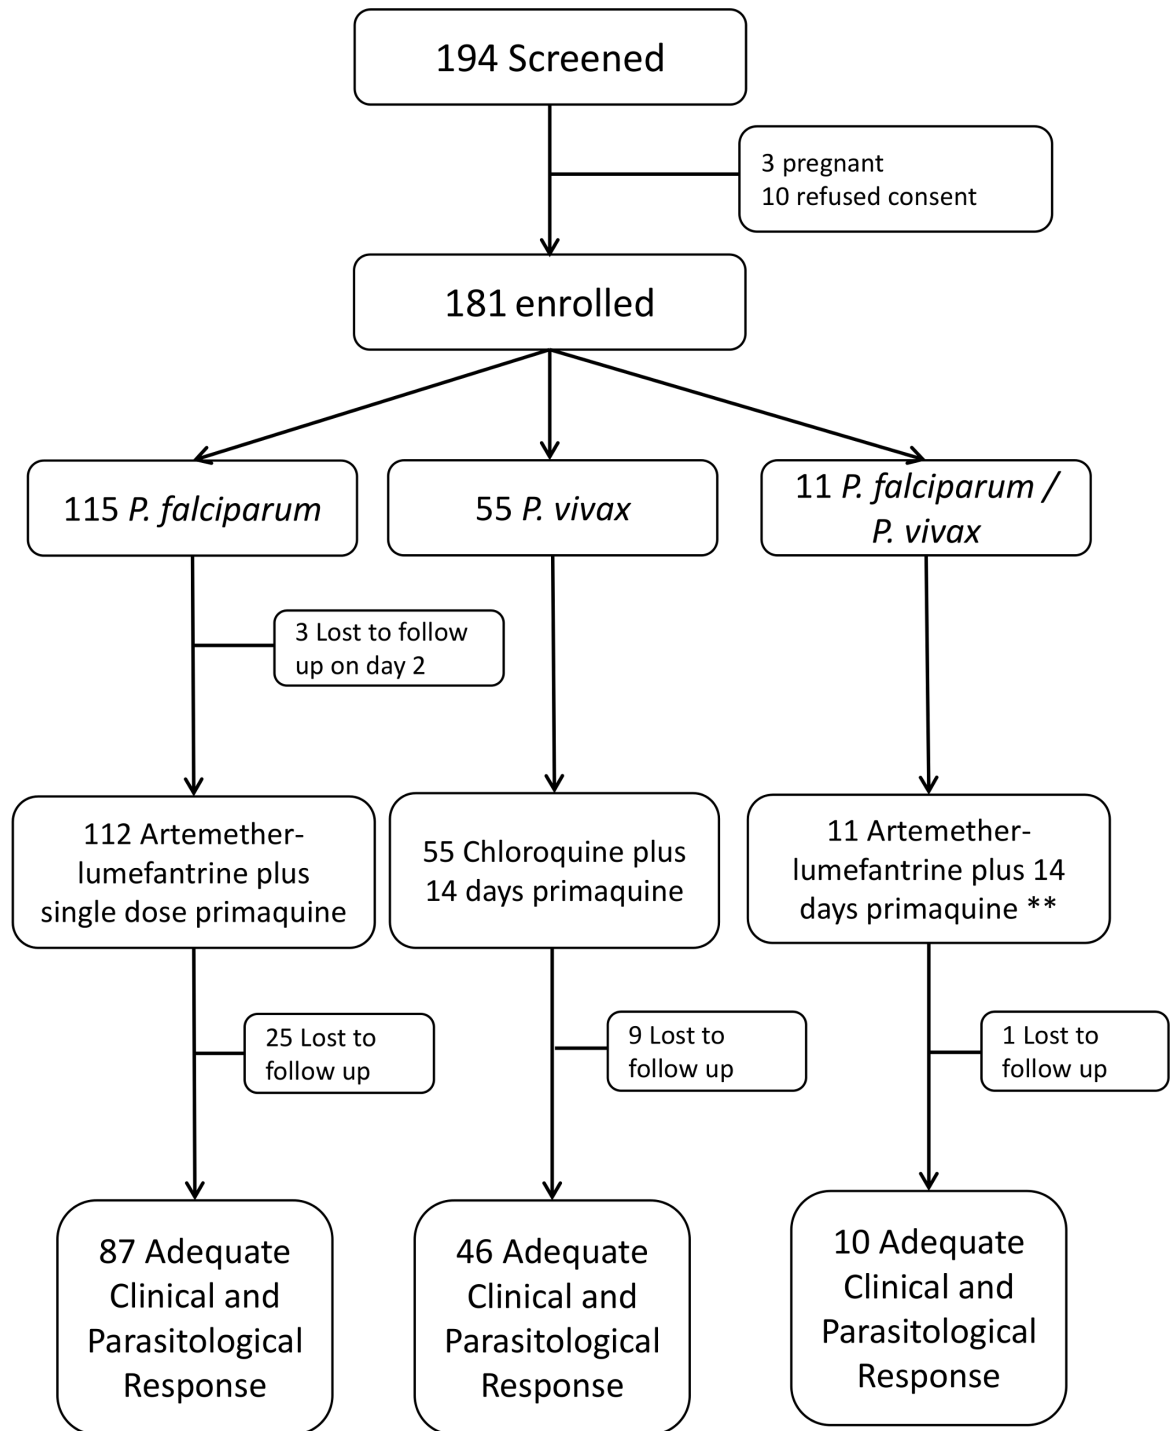 194 Screened
3 pregnant
10 refused consent
181 enrolled
115 P. falciparum
55 P. vivax
11 P. falciparum /
P. vivax
3 Lost to follow
up on day 2
112 Artemether-
lumefantrine plus
single dose primaquine
55 Chloroquine plus
14 days primaquine
11 Artemether-
lumefantrine plus 14
days primaquine **
25 Lost to
follow up
9 Lost to
follow up
1 Lost to
follow up
87 Adequate
Clinical and
Parasitological
Response
46 Adequate
Clinical and
Parasitological
Response
10 Adequate
Clinical and
Parasitological
Response